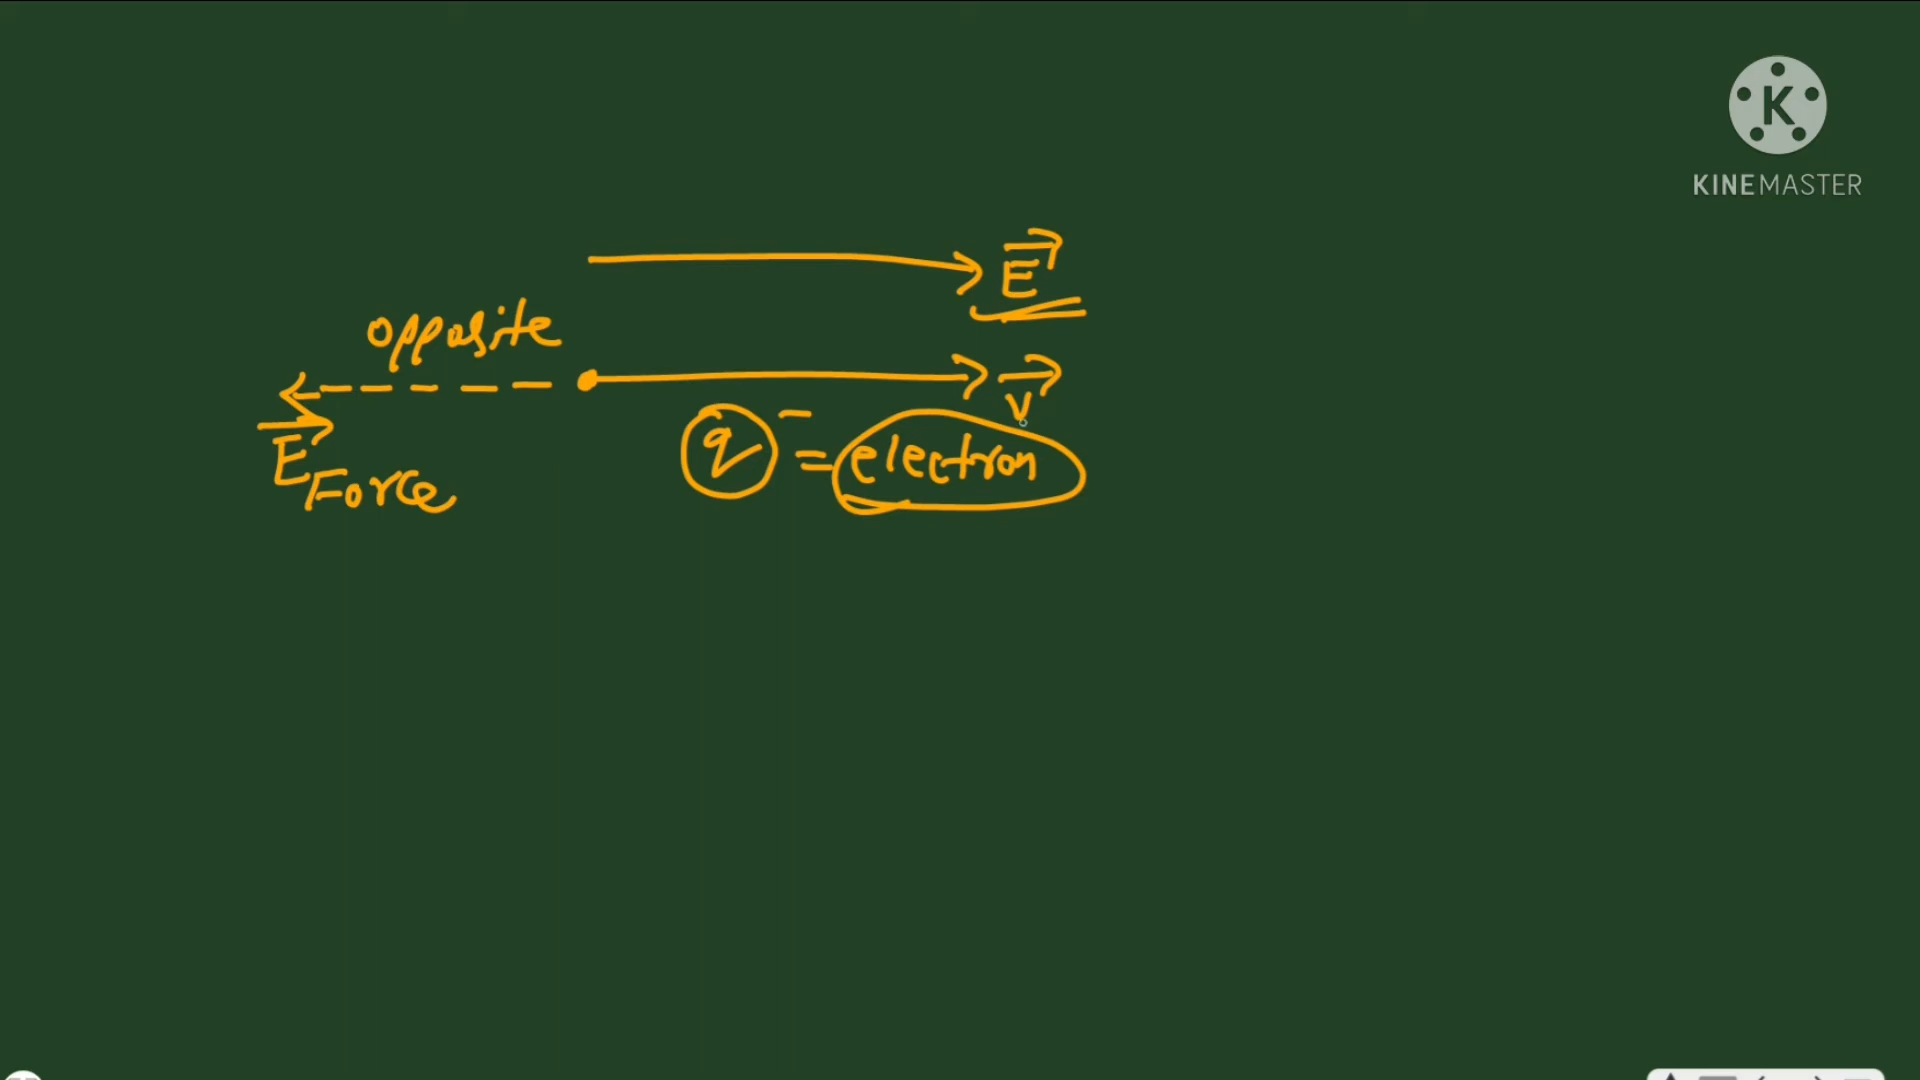 KINEMASTER
E
opposite
v
q⁻ = electron
E
Force